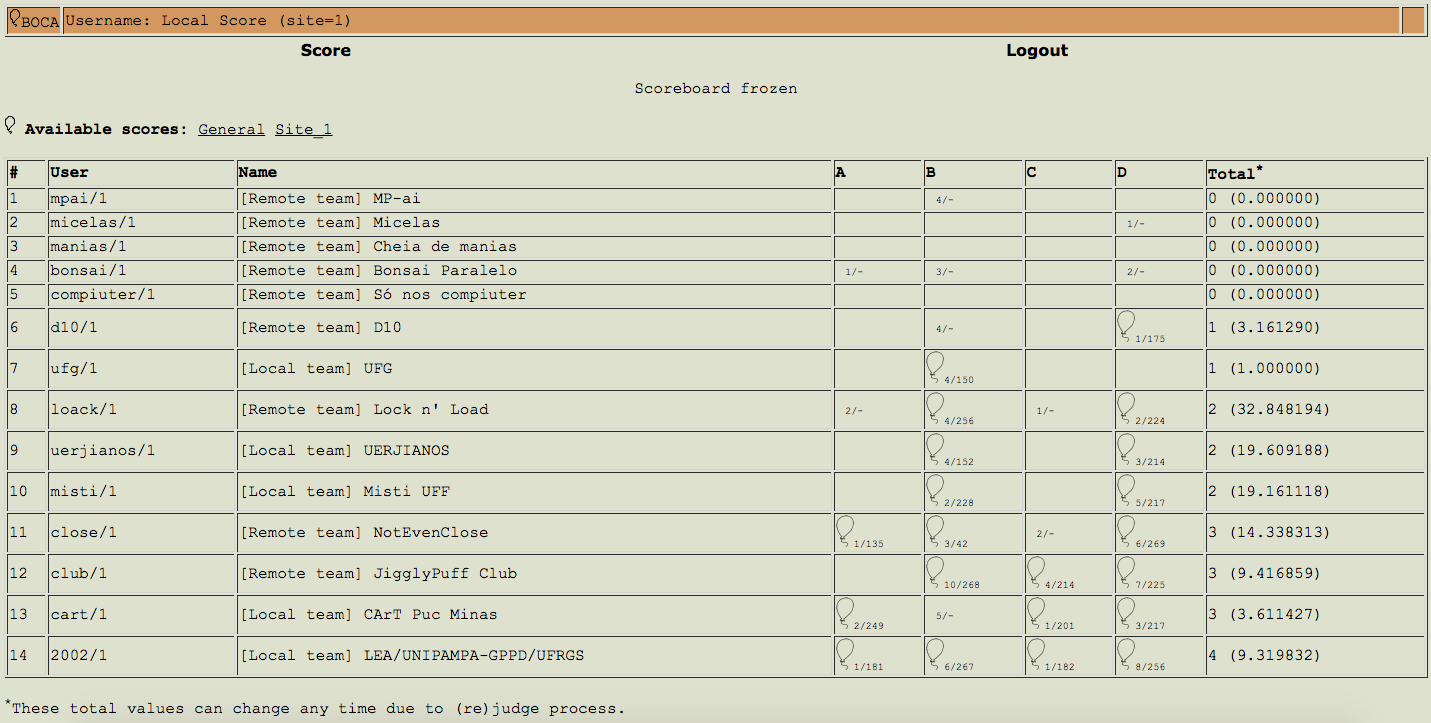 BOCA Username: Local Score (site=1)
Score Logout
Scoreboard frozen
Available scores: General Site_1
# User Name A B C D Total*
1 mpai/1 [Remote team] MP-ai 4/- 0 (0.000000)
2 micelas/1 [Remote team] Micelas 1/- 0 (0.000000)
3 manias/1 [Remote team] Cheia de manias 0 (0.000000)
4 bonsai/1 [Remote team] Bonsai Paralelo 1/- 3/- 2/- 0 (0.000000)
5 compiuter/1 [Remote team] Só nos compiuter 0 (0.000000)
6 d10/1 [Remote team] D10 4/- 1/175 1 (3.161290)
7 ufg/1 [Local team] UFG 4/150 1 (1.000000)
8 loack/1 [Remote team] Lock n' Load 2/- 4/256 1/- 2/224 2 (32.848194)
9 uerjianos/1 [Local team] UERJIANOS 4/152 3/214 2 (19.609188)
10 misti/1 [Local team] Misti UFF 2/228 5/217 2 (19.161118)
11 close/1 [Remote team] NotEvenClose 1/135 3/42 2/- 6/269 3 (14.338313)
12 club/1 [Remote team] JigglyPuff Club 10/268 4/214 7/225 3 (9.416859)
13 cart/1 [Local team] CArT Puc Minas 2/249 5/- 1/201 3/217 3 (3.611427)
14 2002/1 [Local team] LEA/UNIPAMPA-GPPD/UFRGS 1/181 6/267 1/182 8/256 4 (9.319832)
*These total values can change any time due to (re)judge process.